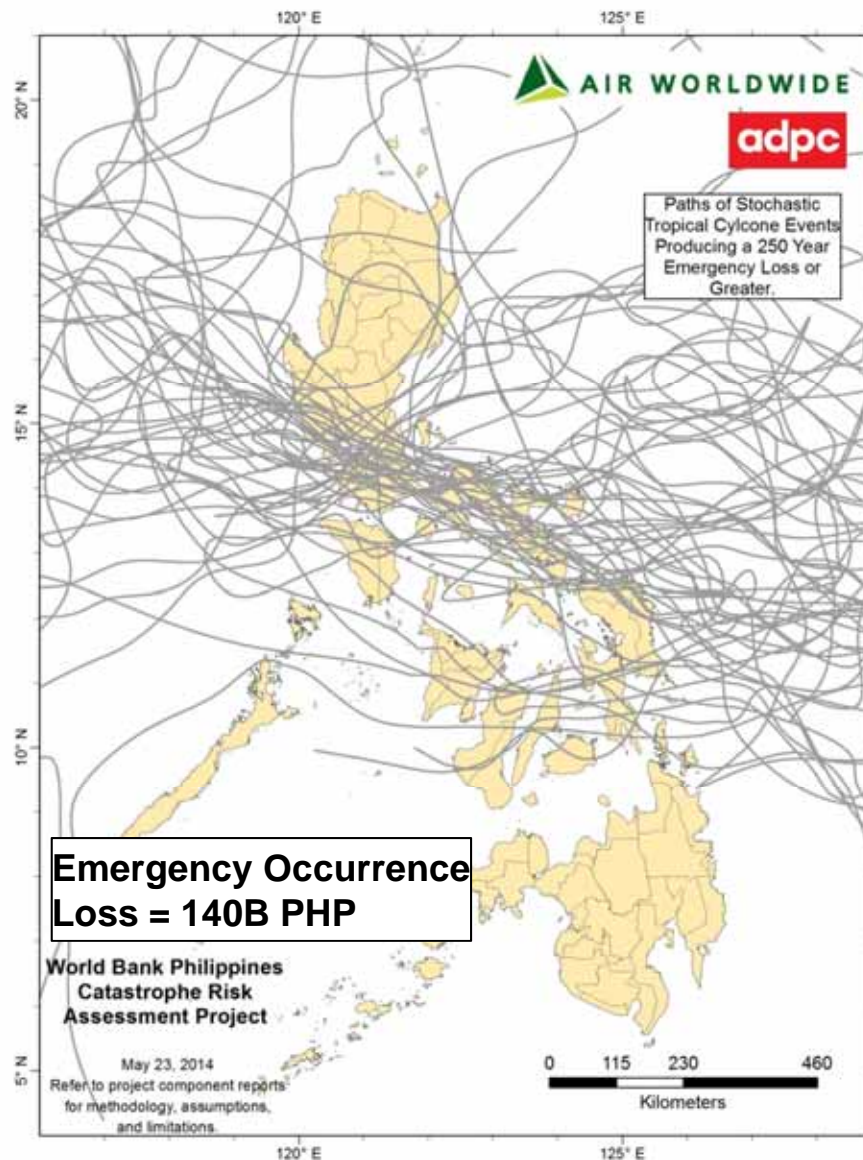 120° E
125° E
20° N
15° N
10° N
5° N
AIR WORLDWIDE
adpc
Paths of Stochastic
Tropical Cylcone Events
Producing a 250 Year
Emergency Loss or
Greater.
Emergency Occurrence
Loss = 140B PHP
World Bank Philippines
Catastrophe Risk
Assessment Project
May 23, 2014
Refer to project component reports
for methodology, assumptions,
and limitations.
0 115 230 460
Kilometers
120° E
125° E